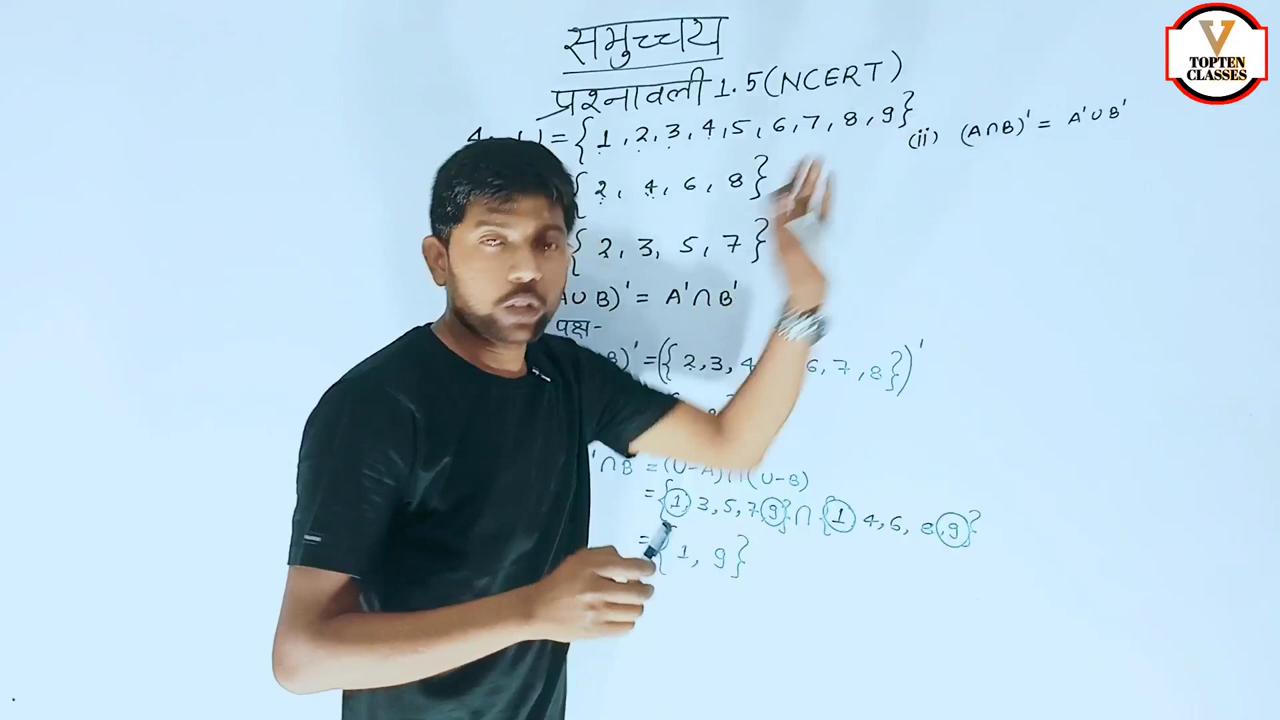 समुच्चय
प्रश्नावली 1.5 (NCERT)
V
TOPTEN
CLASSES
4. U = { 1, 2, 3, 4, 5, 6, 7, 8, 9 }
(ii) (A∩B)' = A'∪B'
{ 2, 4, 6, 8 }
{ 2, 3, 5, 7 }
∪ B)' = A'∩B'
पक्ष-
)' = ({ 2, 3, 4 6, 7, 8 })'
'∩B = (U-A)∩(U-B)
= { 1 3, 5, 7 9 } ∩ { 1 4, 6, 8, 9 }
= { 1, 9 }